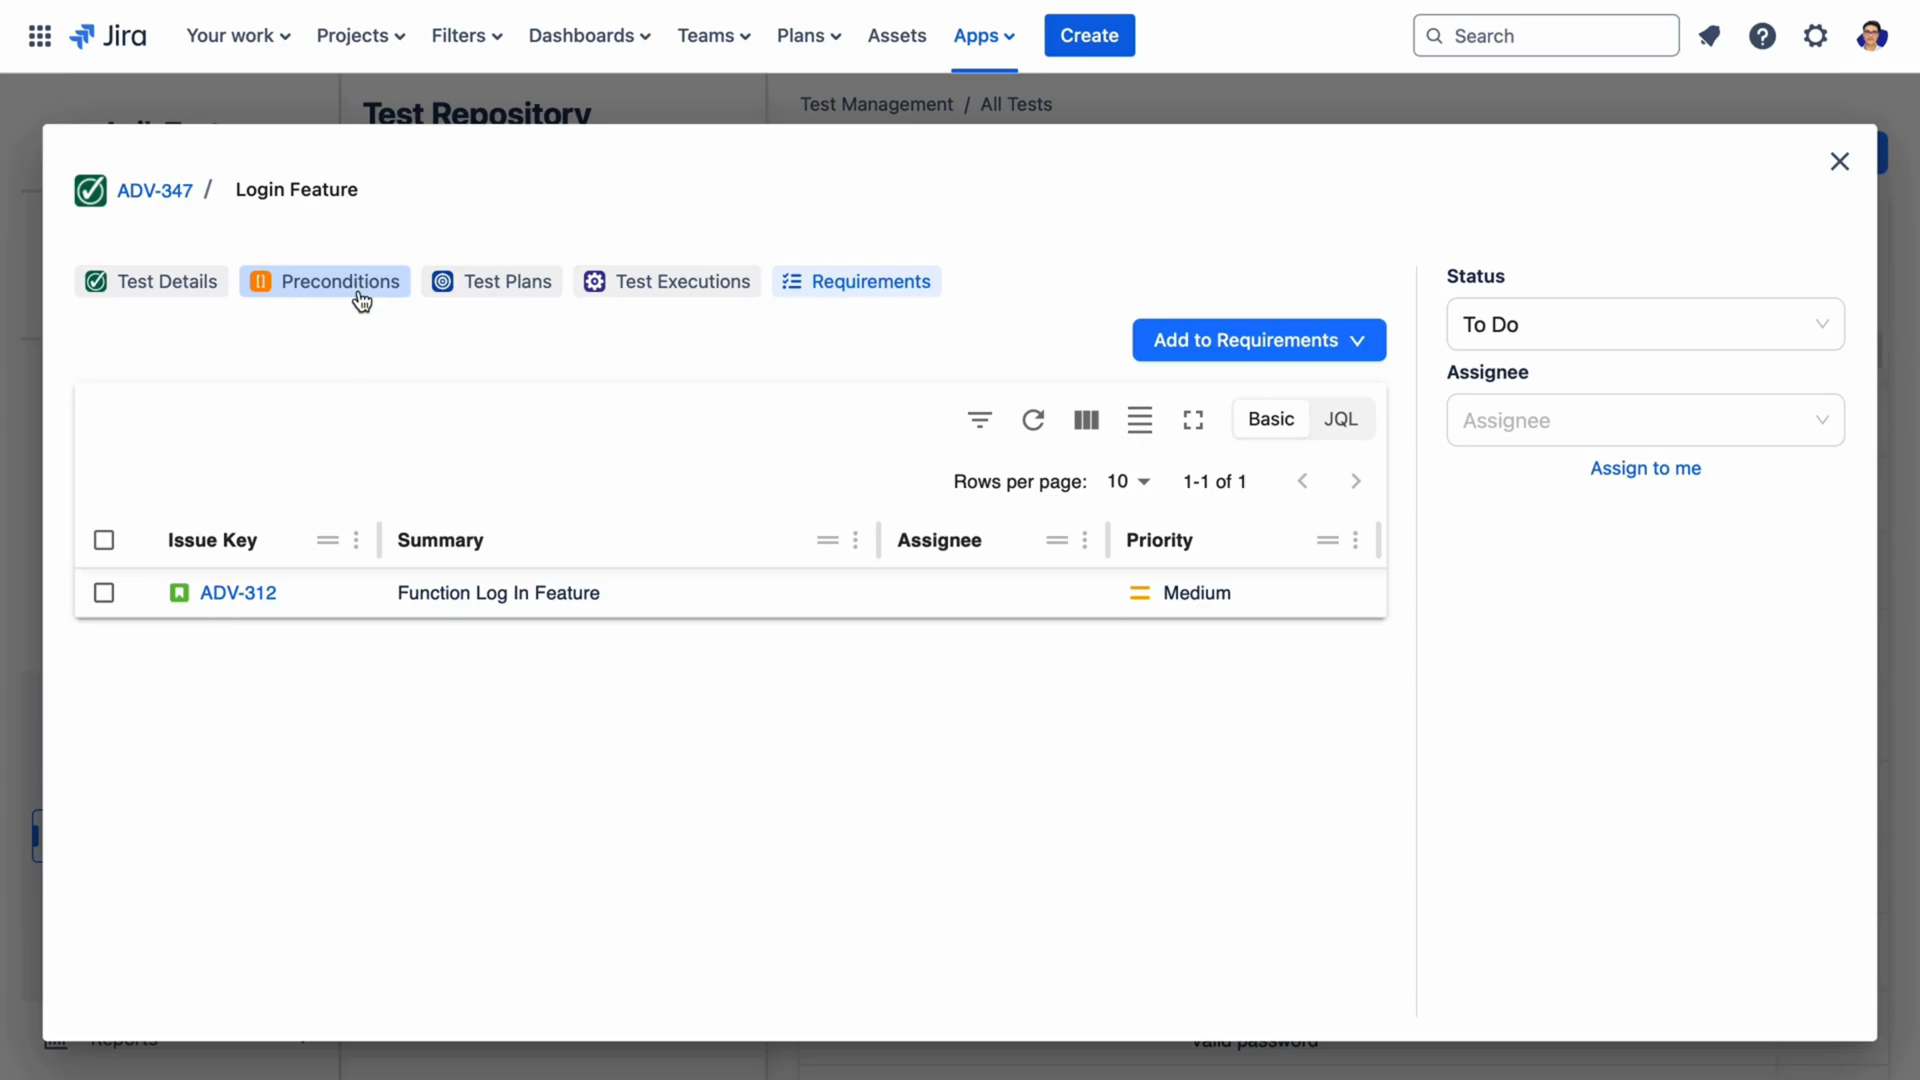 Jira
Your work
Projects
Filters
Dashboards
Teams
Plans
Assets
Apps
Create
Search
Test Repository
Test Management / All Tests
ADV-347 / Login Feature
Test Details
Preconditions
Test Plans
Test Executions
Requirements
Status
To Do
Add to Requirements
Assignee
Assignee
Assign to me
Basic
JQL
Rows per page: 10
1-1 of 1
Issue Key
Summary
Assignee
Priority
ADV-312
Function Log In Feature
Medium
Reports
valid password